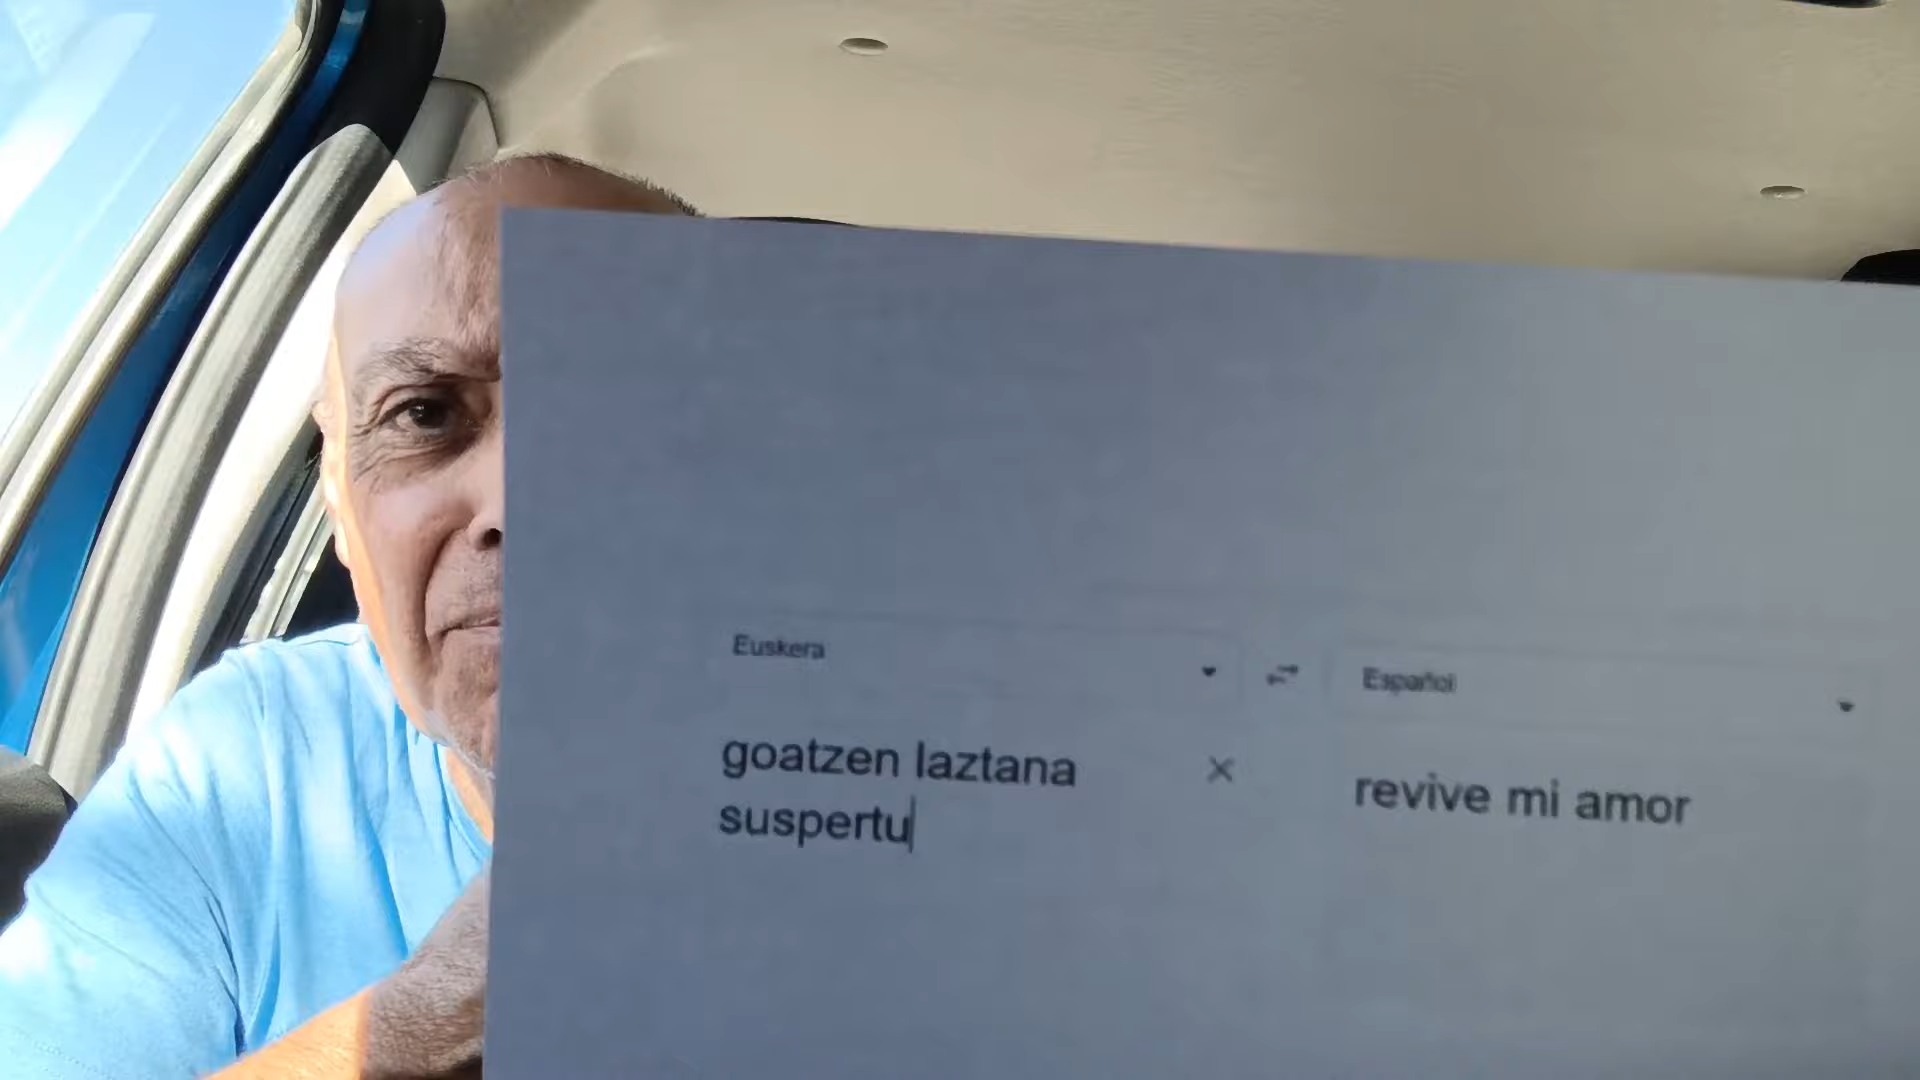 Euskera
Español
goatzen laztana
suspertu
revive mi amor